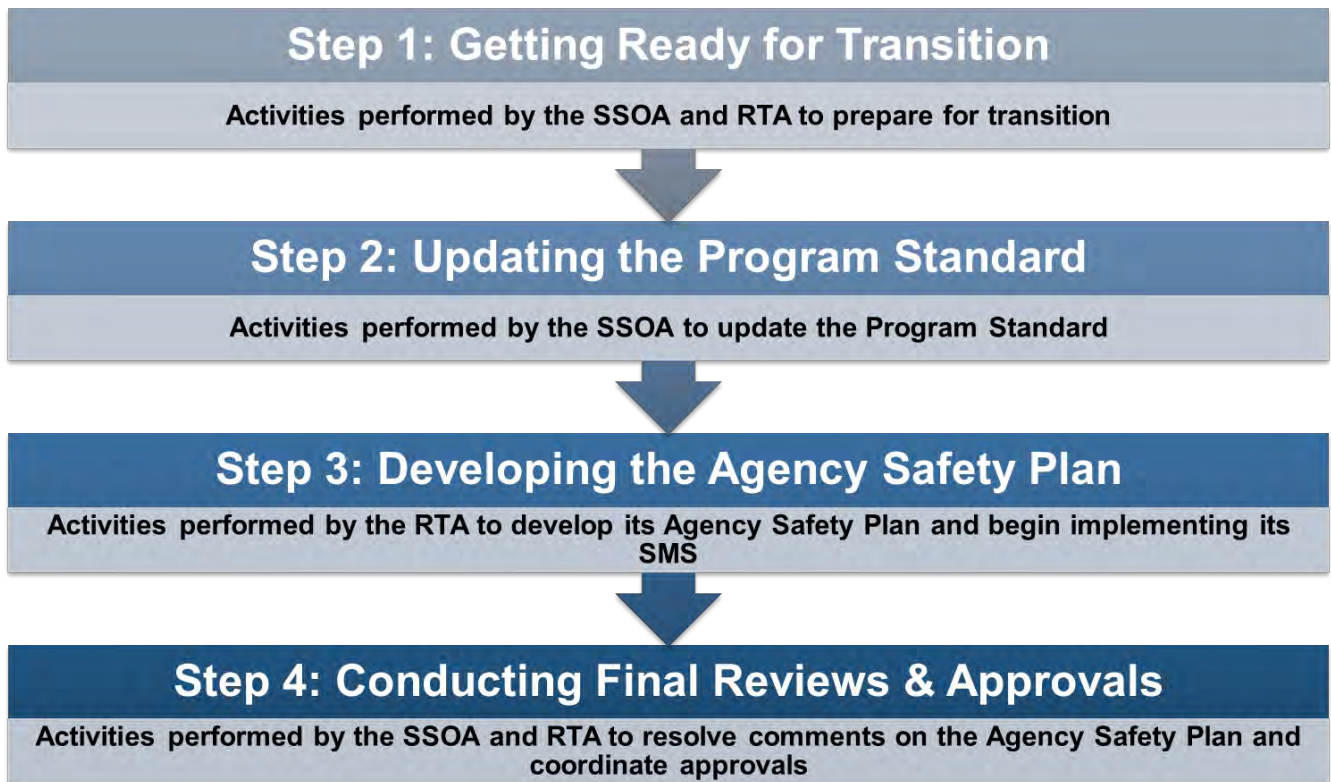 Step 1: Getting Ready for Transition
Activities performed by the SSOA and RTA to prepare for transition
Step 2: Updating the Program Standard
Activities performed by the SSOA to update the Program Standard
Step 3: Developing the Agency Safety Plan
Activities performed by the RTA to develop its Agency Safety Plan and begin implementing its
SMS
Step 4: Conducting Final Reviews & Approvals
Activities performed by the SSOA and RTA to resolve comments on the Agency Safety Plan and
coordinate approvals